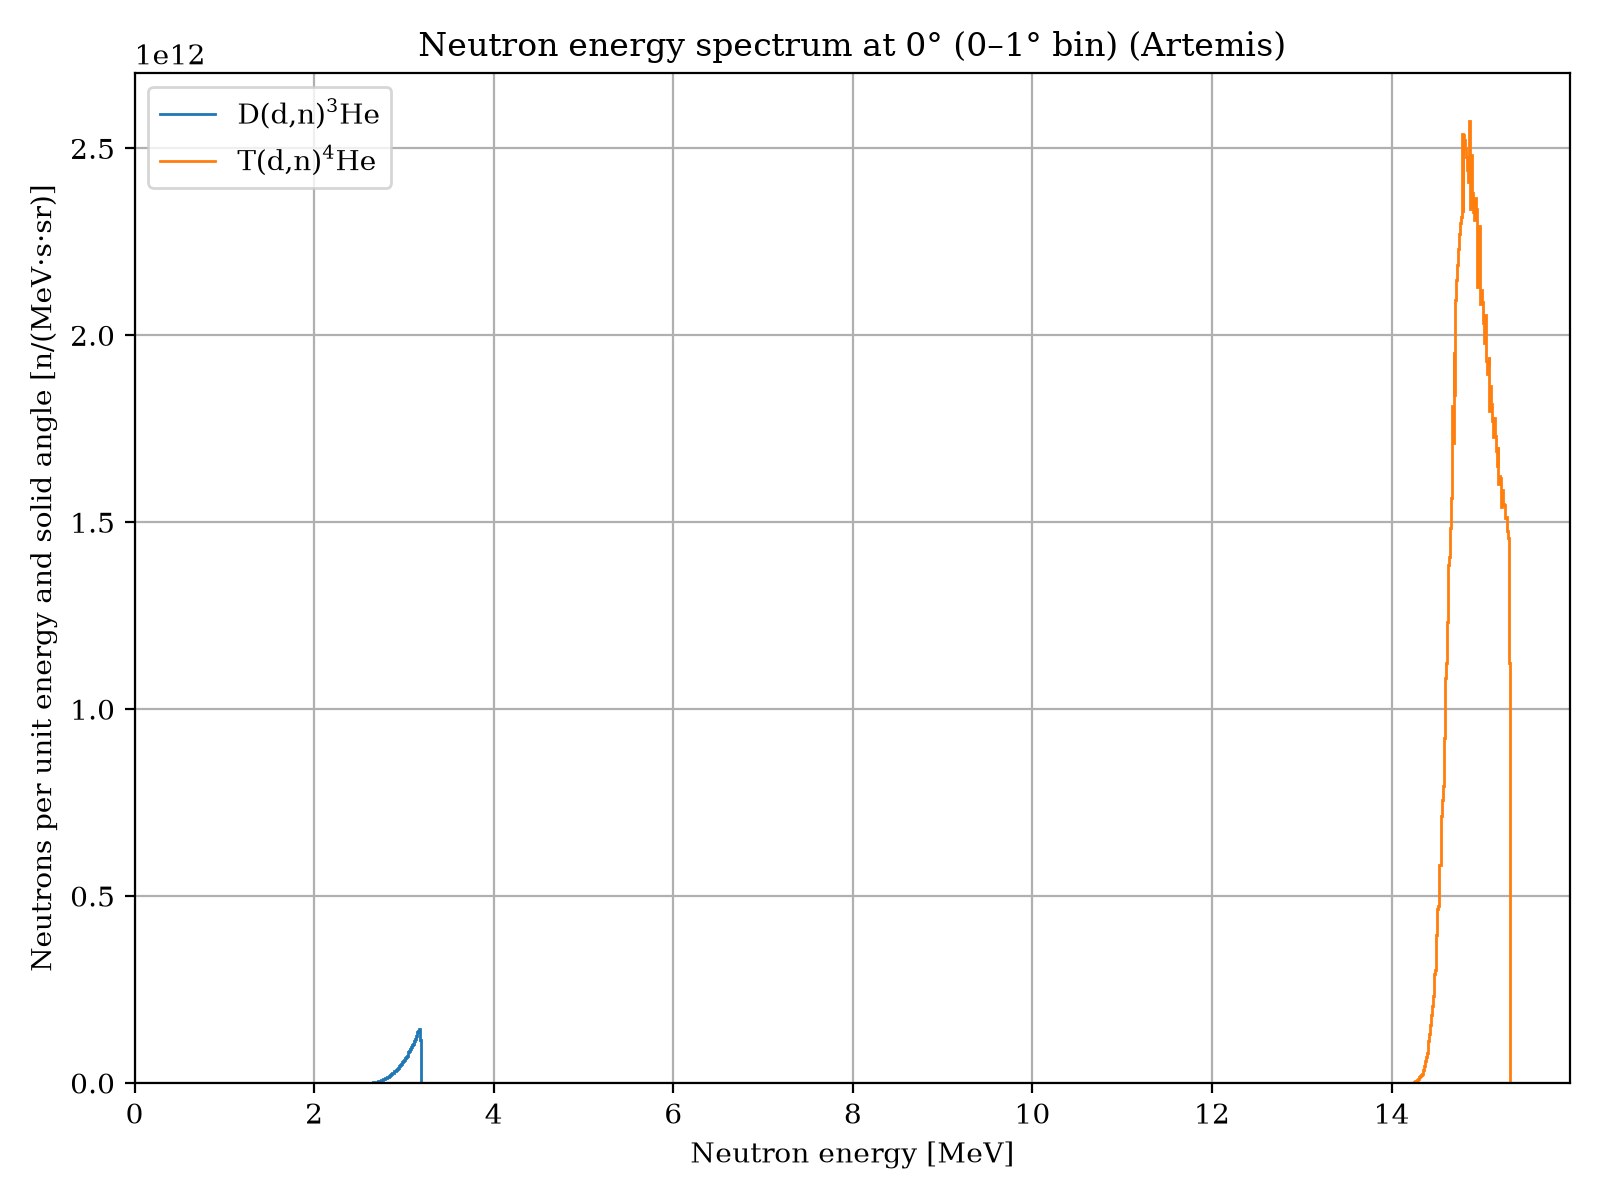 Neutron energy spectrum at 0° (0–1° bin) (Artemis)
1e12
D(d,n)³He
T(d,n)⁴He
Neutrons per unit energy and solid angle [n/(MeV·s·sr)]
2.5
2.0
1.5
1.0
0.5
0.0
0 2 4 6 8 10 12 14
Neutron energy [MeV]